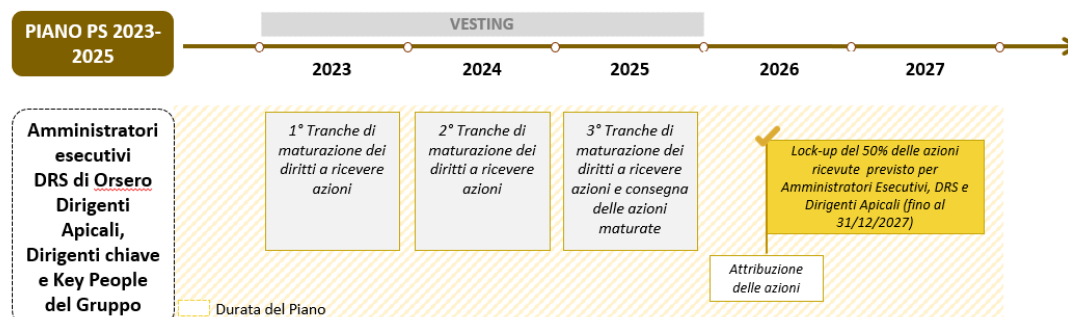 PIANO PS 2023-
2025
VESTING
2023
2024
2025
2026
2027
Amministratori
esecutivi
DRS di Orsero
Dirigenti
Apicali,
Dirigenti chiave
e Key People
del Gruppo
1° Tranche di
maturazione dei
diritti a ricevere
azioni
2° Tranche di
maturazione dei
diritti a ricevere
azioni
3° Tranche di
maturazione dei
diritti a ricevere
azioni e consegna
delle azioni
maturate
Lock-up del 50% delle azioni
ricevute previsto per
Amministratori Esecutivi, DRS e
Dirigenti Apicali (fino al
31/12/2027)
Attribuzione
delle azioni
Durata del Piano